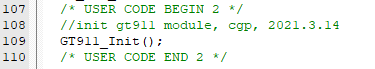 107 /* USER CODE BEGIN 2 */
108 //init gt911 module, cgp, 2021.3.14
109 GT911_Init();
110 /* USER CODE END 2 */